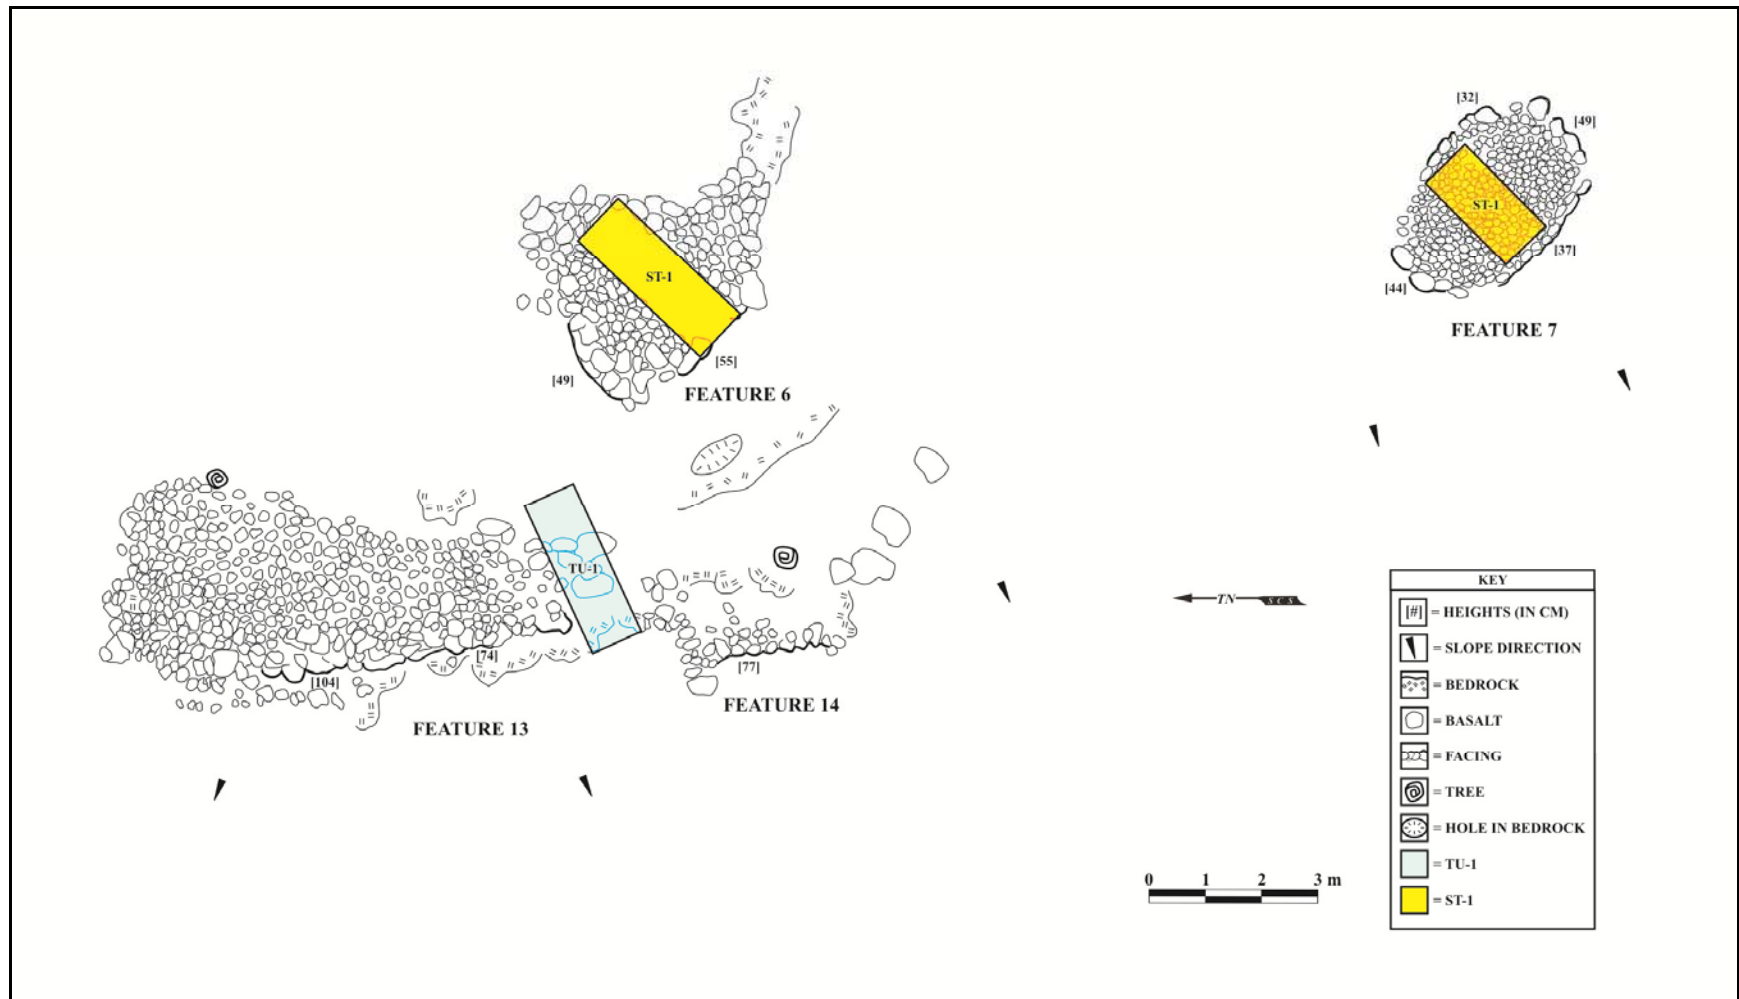 [32]
[49]
ST-1
[37]
[44]
FEATURE 7
ST-1
[55]
[49]
FEATURE 6
TU-1
[74]
[104]
[77]
FEATURE 14
FEATURE 13
TN
SCS
0 1 2 3 m
KEY
[#] = HEIGHTS (IN CM)
= SLOPE DIRECTION
= BEDROCK
= BASALT
= FACING
= TREE
= HOLE IN BEDROCK
= TU-1
= ST-1